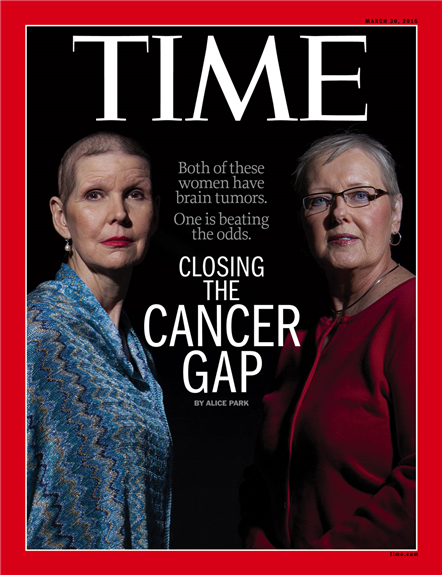 MARCH 30, 2015
TIME
Both of these
women have
brain tumors.
One is beating
the odds.
CLOSING
THE
CANCER
GAP
BY ALICE PARK
time.com